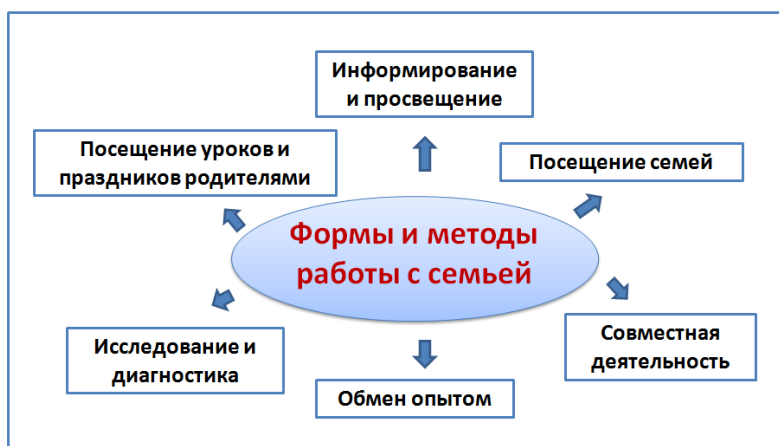 Информирование
и просвещение
Посещение уроков и
праздников родителями
Посещение семей
Формы и методы
работы с семьей
Исследование и
диагностика
Совместная
деятельность
Обмен опытом